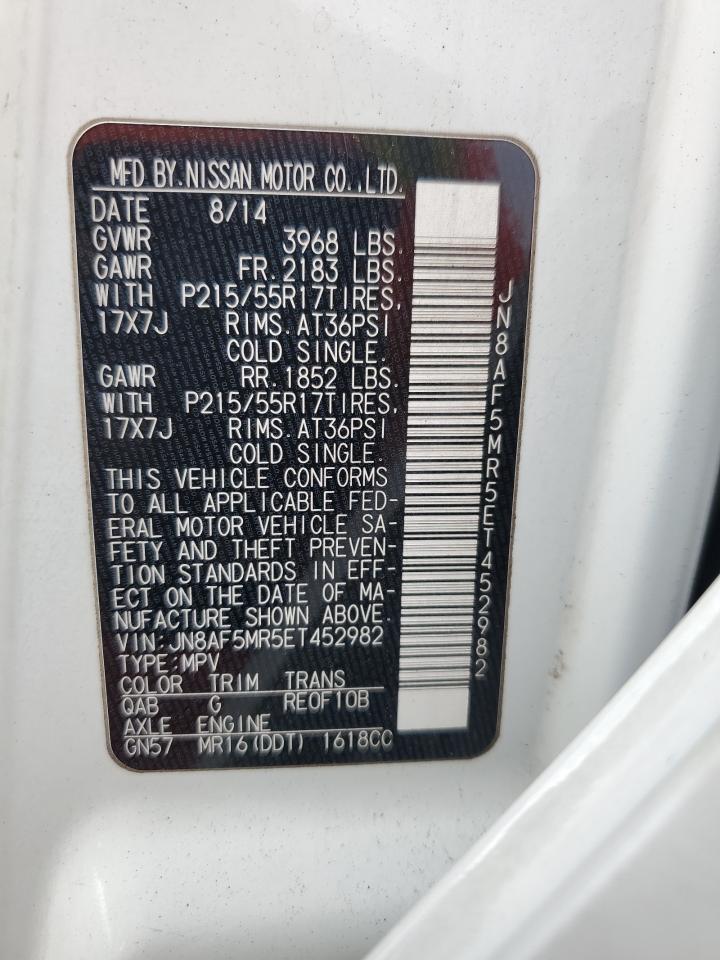 MFD BY.NISSAN MOTOR CO.,LTD.
DATE 8/14
GVWR 3968 LBS.
GAWR FR.2183 LBS.
WITH P215/55R17TIRES,
17X7J RIMS.AT36PSI
COLD SINGLE.
GAWR RR.1852 LBS.
WITH P215/55R17TIRES,
17X7J RIMS.AT36PSI
COLD SINGLE.
THIS VEHICLE CONFORMS
TO ALL APPLICABLE FED-
ERAL MOTOR VEHICLE SA-
FETY AND THEFT PREVEN-
TION STANDARDS IN EFF-
ECT ON THE DATE OF MA-
NUFACTURE SHOWN ABOVE.
VIN:JN8AF5MR5ET452982
TYPE:MPV
COLOR TRIM TRANS
QAB G REOF10B
AXLE ENGINE
GN57 MR16(DDT) 1618CC
JN8AF5MR5ET452982